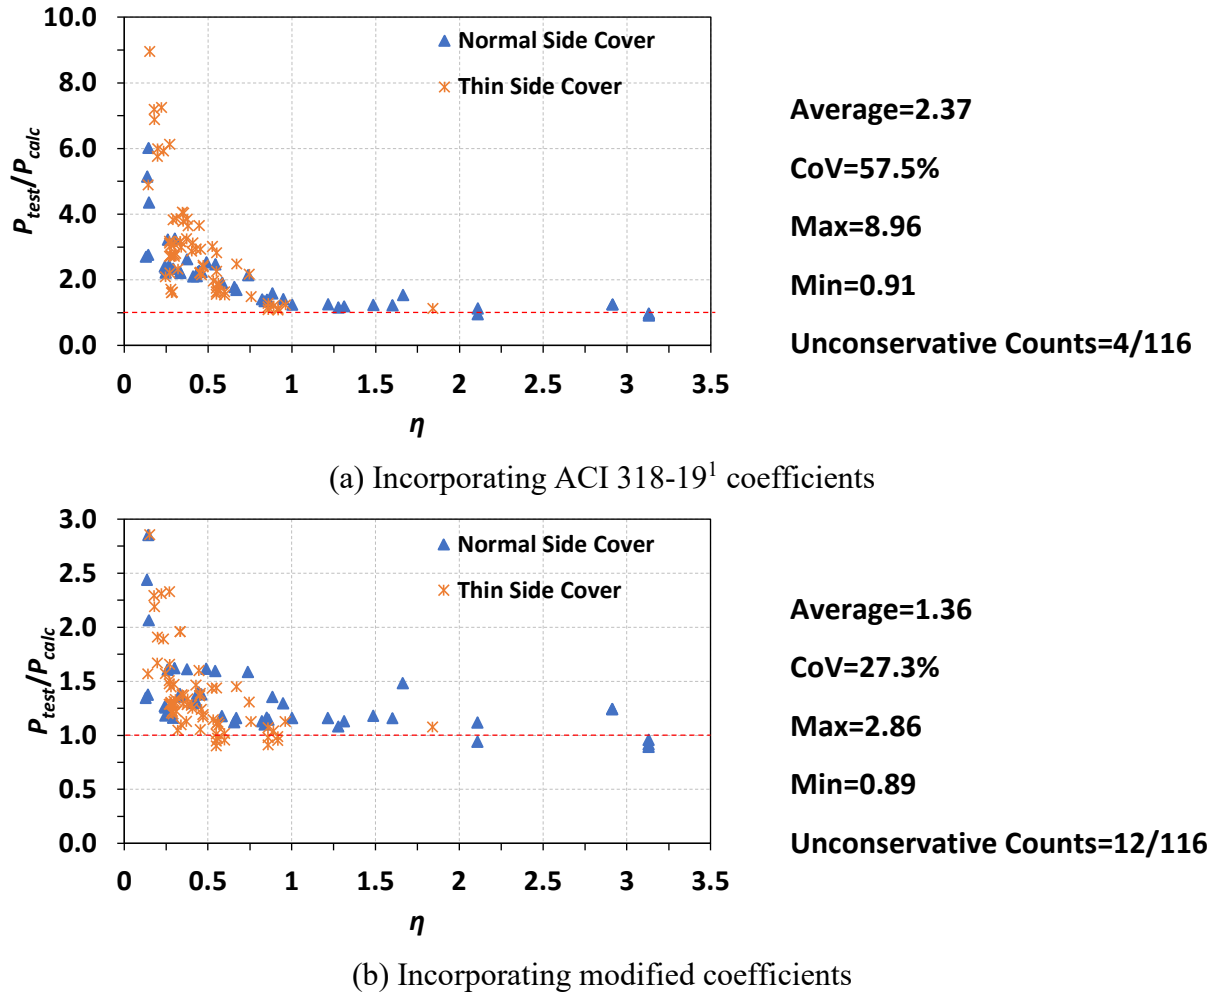 10.0
8.0
6.0
4.0
2.0
0.0
P_test/P_calc
Normal Side Cover
Thin Side Cover
0 0.5 1 1.5 2 2.5 3 3.5
η
Average=2.37
CoV=57.5%
Max=8.96
Min=0.91
Unconservative Counts=4/116
(a) Incorporating ACI 318-19¹ coefficients
3.0
2.5
2.0
1.5
1.0
0.5
0.0
P_test/P_calc
Normal Side Cover
Thin Side Cover
0 0.5 1 1.5 2 2.5 3 3.5
η
Average=1.36
CoV=27.3%
Max=2.86
Min=0.89
Unconservative Counts=12/116
(b) Incorporating modified coefficients